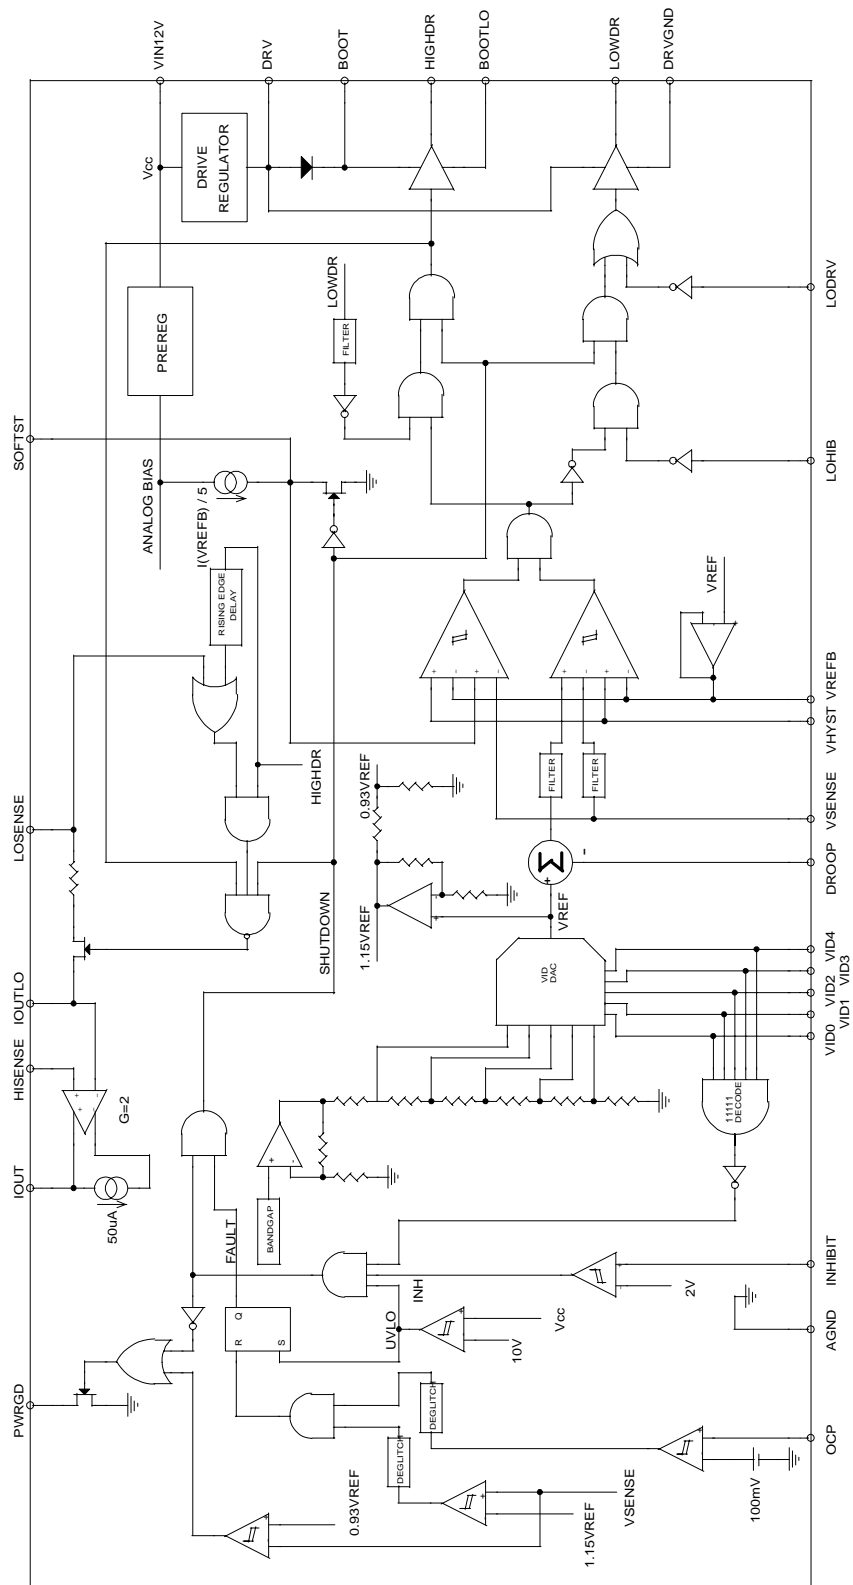 VIN12V
DRV
BOOT
HIGHDR
BOOTLO
LOWDR
DRVGND
Vcc
DRIVE
REGULATOR
PREREG
LOWDR
FILTER
LODRV
SOFTST
ANALOG BIAS
I(VREFB) / 5
LOHIB
RISING EDGE
DELAY
VREF
+
-
+
-
+
-
+
-
+
-
VREFB
VHYST
HIGHDR
LOSENSE
0.93VREF
FILTER
FILTER
VSENSE
Σ
+
-
DROOP
1.15VREF
+
-
VREF
SHUTDOWN
IOUTLO
VID
DAC
VID4
VID3
VID2
VID1
VID0
HISENSE
+
-
+
-
G=2
11111
DECODE
IOUT
50uA
+
-
BANDGAP
FAULT
INH
INHIBIT
+
-
2V
R
Q
S
UVLO
+
10V
Vcc
AGND
PWRGD
DEGLITCH
DEGLITCH
+
OCP
100mV
+
0.93VREF
+
VSENSE
1.15VREF